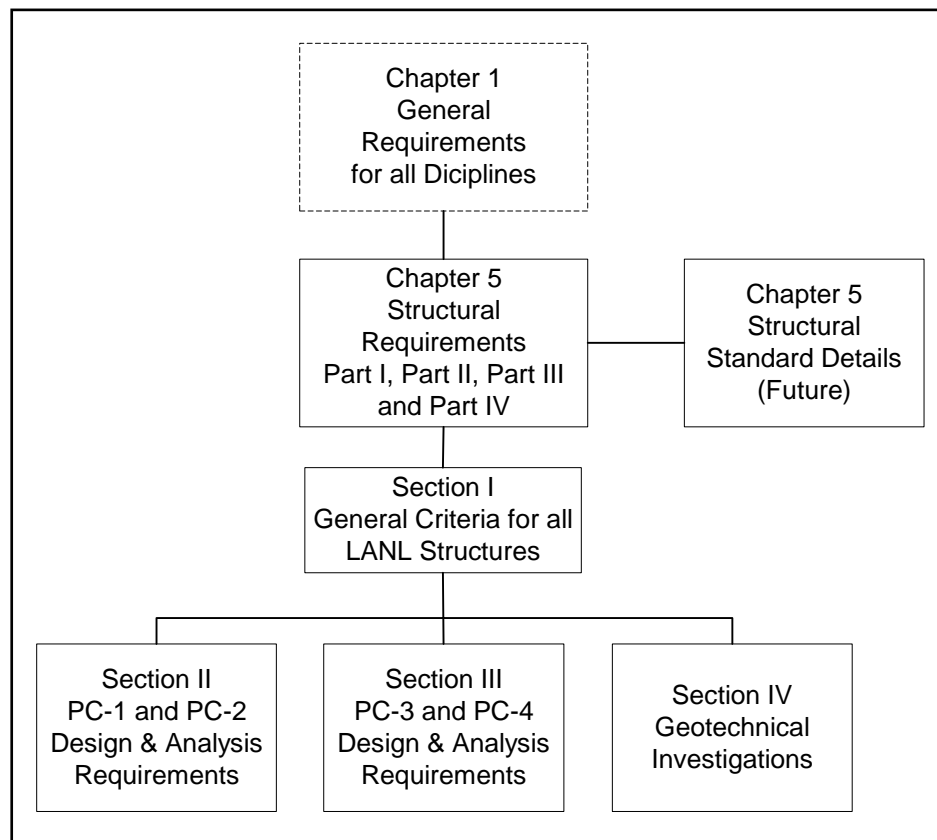 Chapter 1
General
Requirements
for all Diciplines
Chapter 5
Structural
Requirements
Part I, Part II, Part III
and Part IV
Chapter 5
Structural
Standard Details
(Future)
Section I
General Criteria for all
LANL Structures
Section II
PC-1 and PC-2
Design & Analysis
Requirements
Section III
PC-3 and PC-4
Design & Analysis
Requirements
Section IV
Geotechnical
Investigations